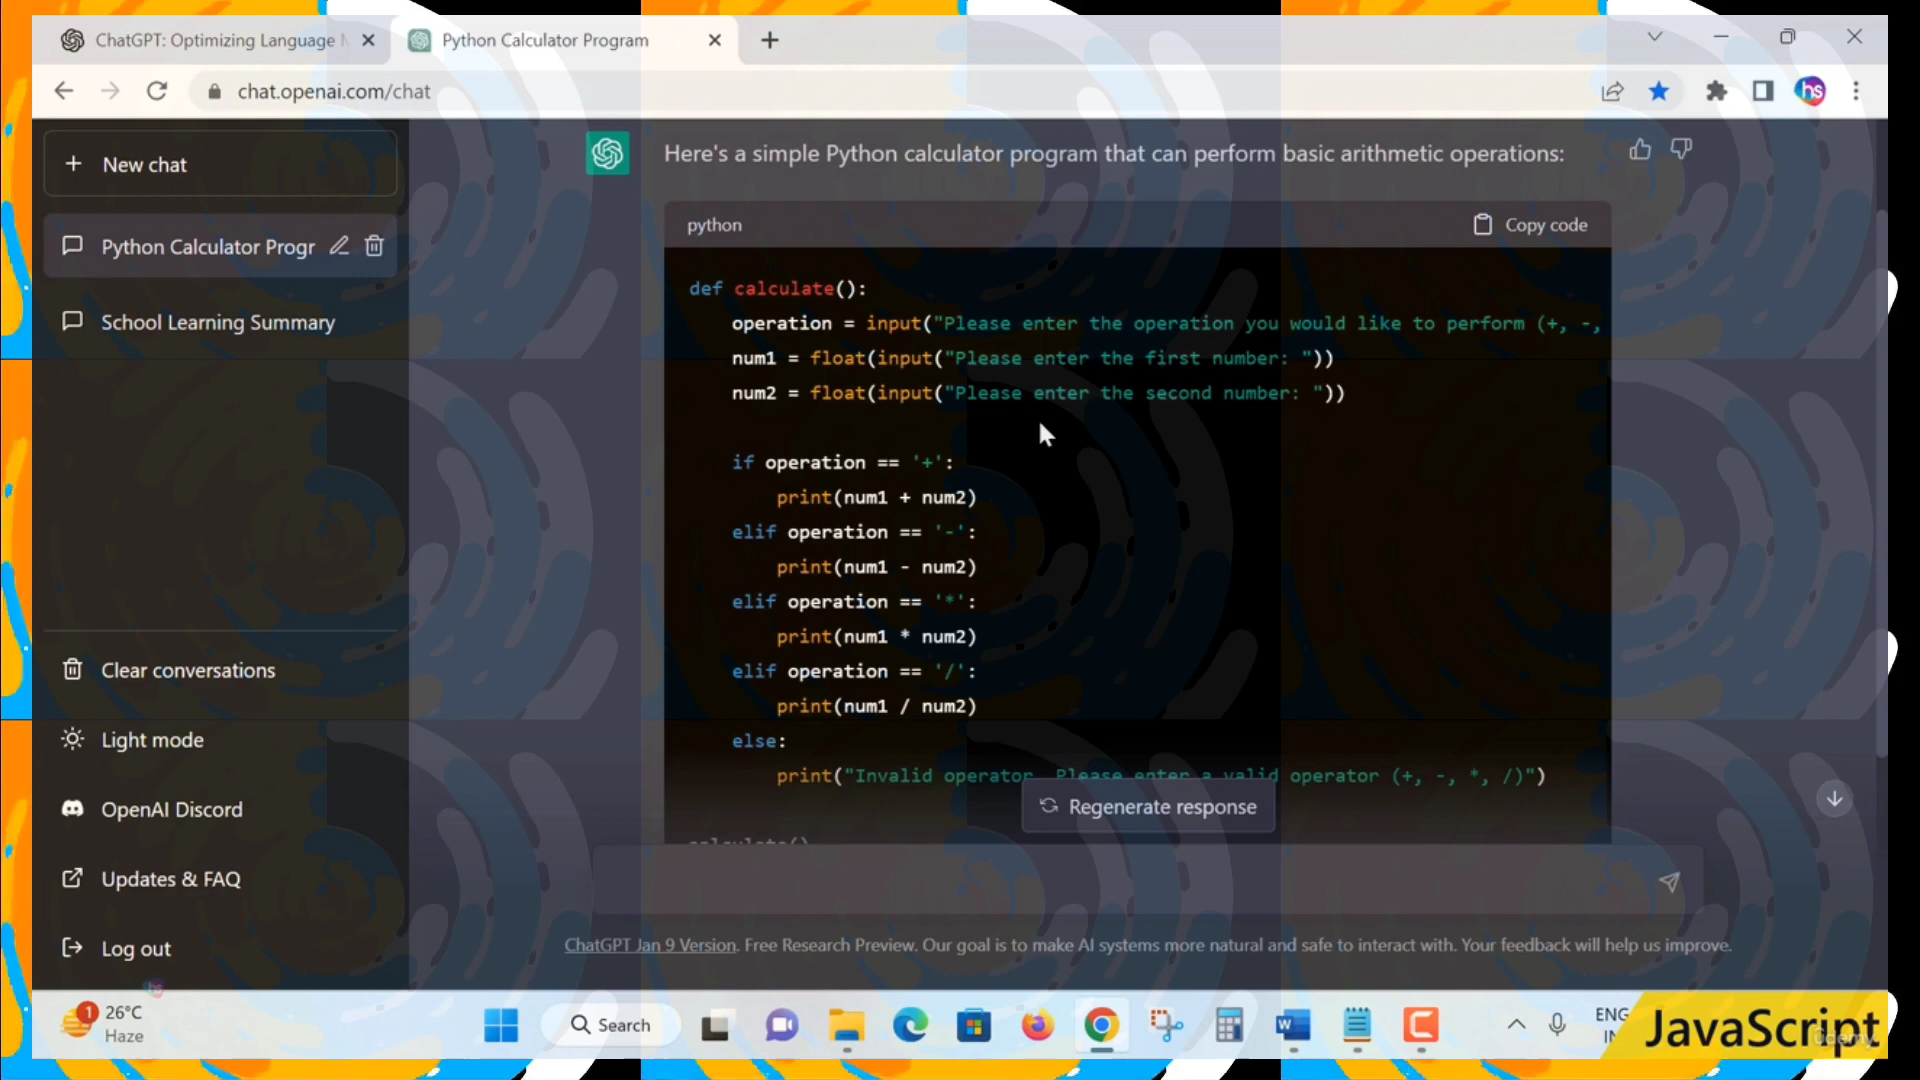 ChatGPT: Optimizing Language M
Python Calculator Program
chat.openai.com/chat
hs
New chat
Python Calculator Progr
School Learning Summary
Clear conversations
Light mode
OpenAI Discord
Updates & FAQ
Log out
Here's a simple Python calculator program that can perform basic arithmetic operations:
python
Copy code
def calculate():
operation = input("Please enter the operation you would like to perform (+, -,
num1 = float(input("Please enter the first number: "))
num2 = float(input("Please enter the second number: "))
if operation == '+':
print(num1 + num2)
elif operation == '-':
print(num1 - num2)
elif operation == '*':
print(num1 * num2)
elif operation == '/':
print(num1 / num2)
else:
print("Invalid operator. Please enter a valid operator (+, -, *, /)")
calculate()
Regenerate response
ChatGPT Jan 9 Version. Free Research Preview. Our goal is to make AI systems more natural and safe to interact with. Your feedback will help us improve.
hs
1
26°C
Haze
Search
W
ENG
IN
JavaScript
udemy